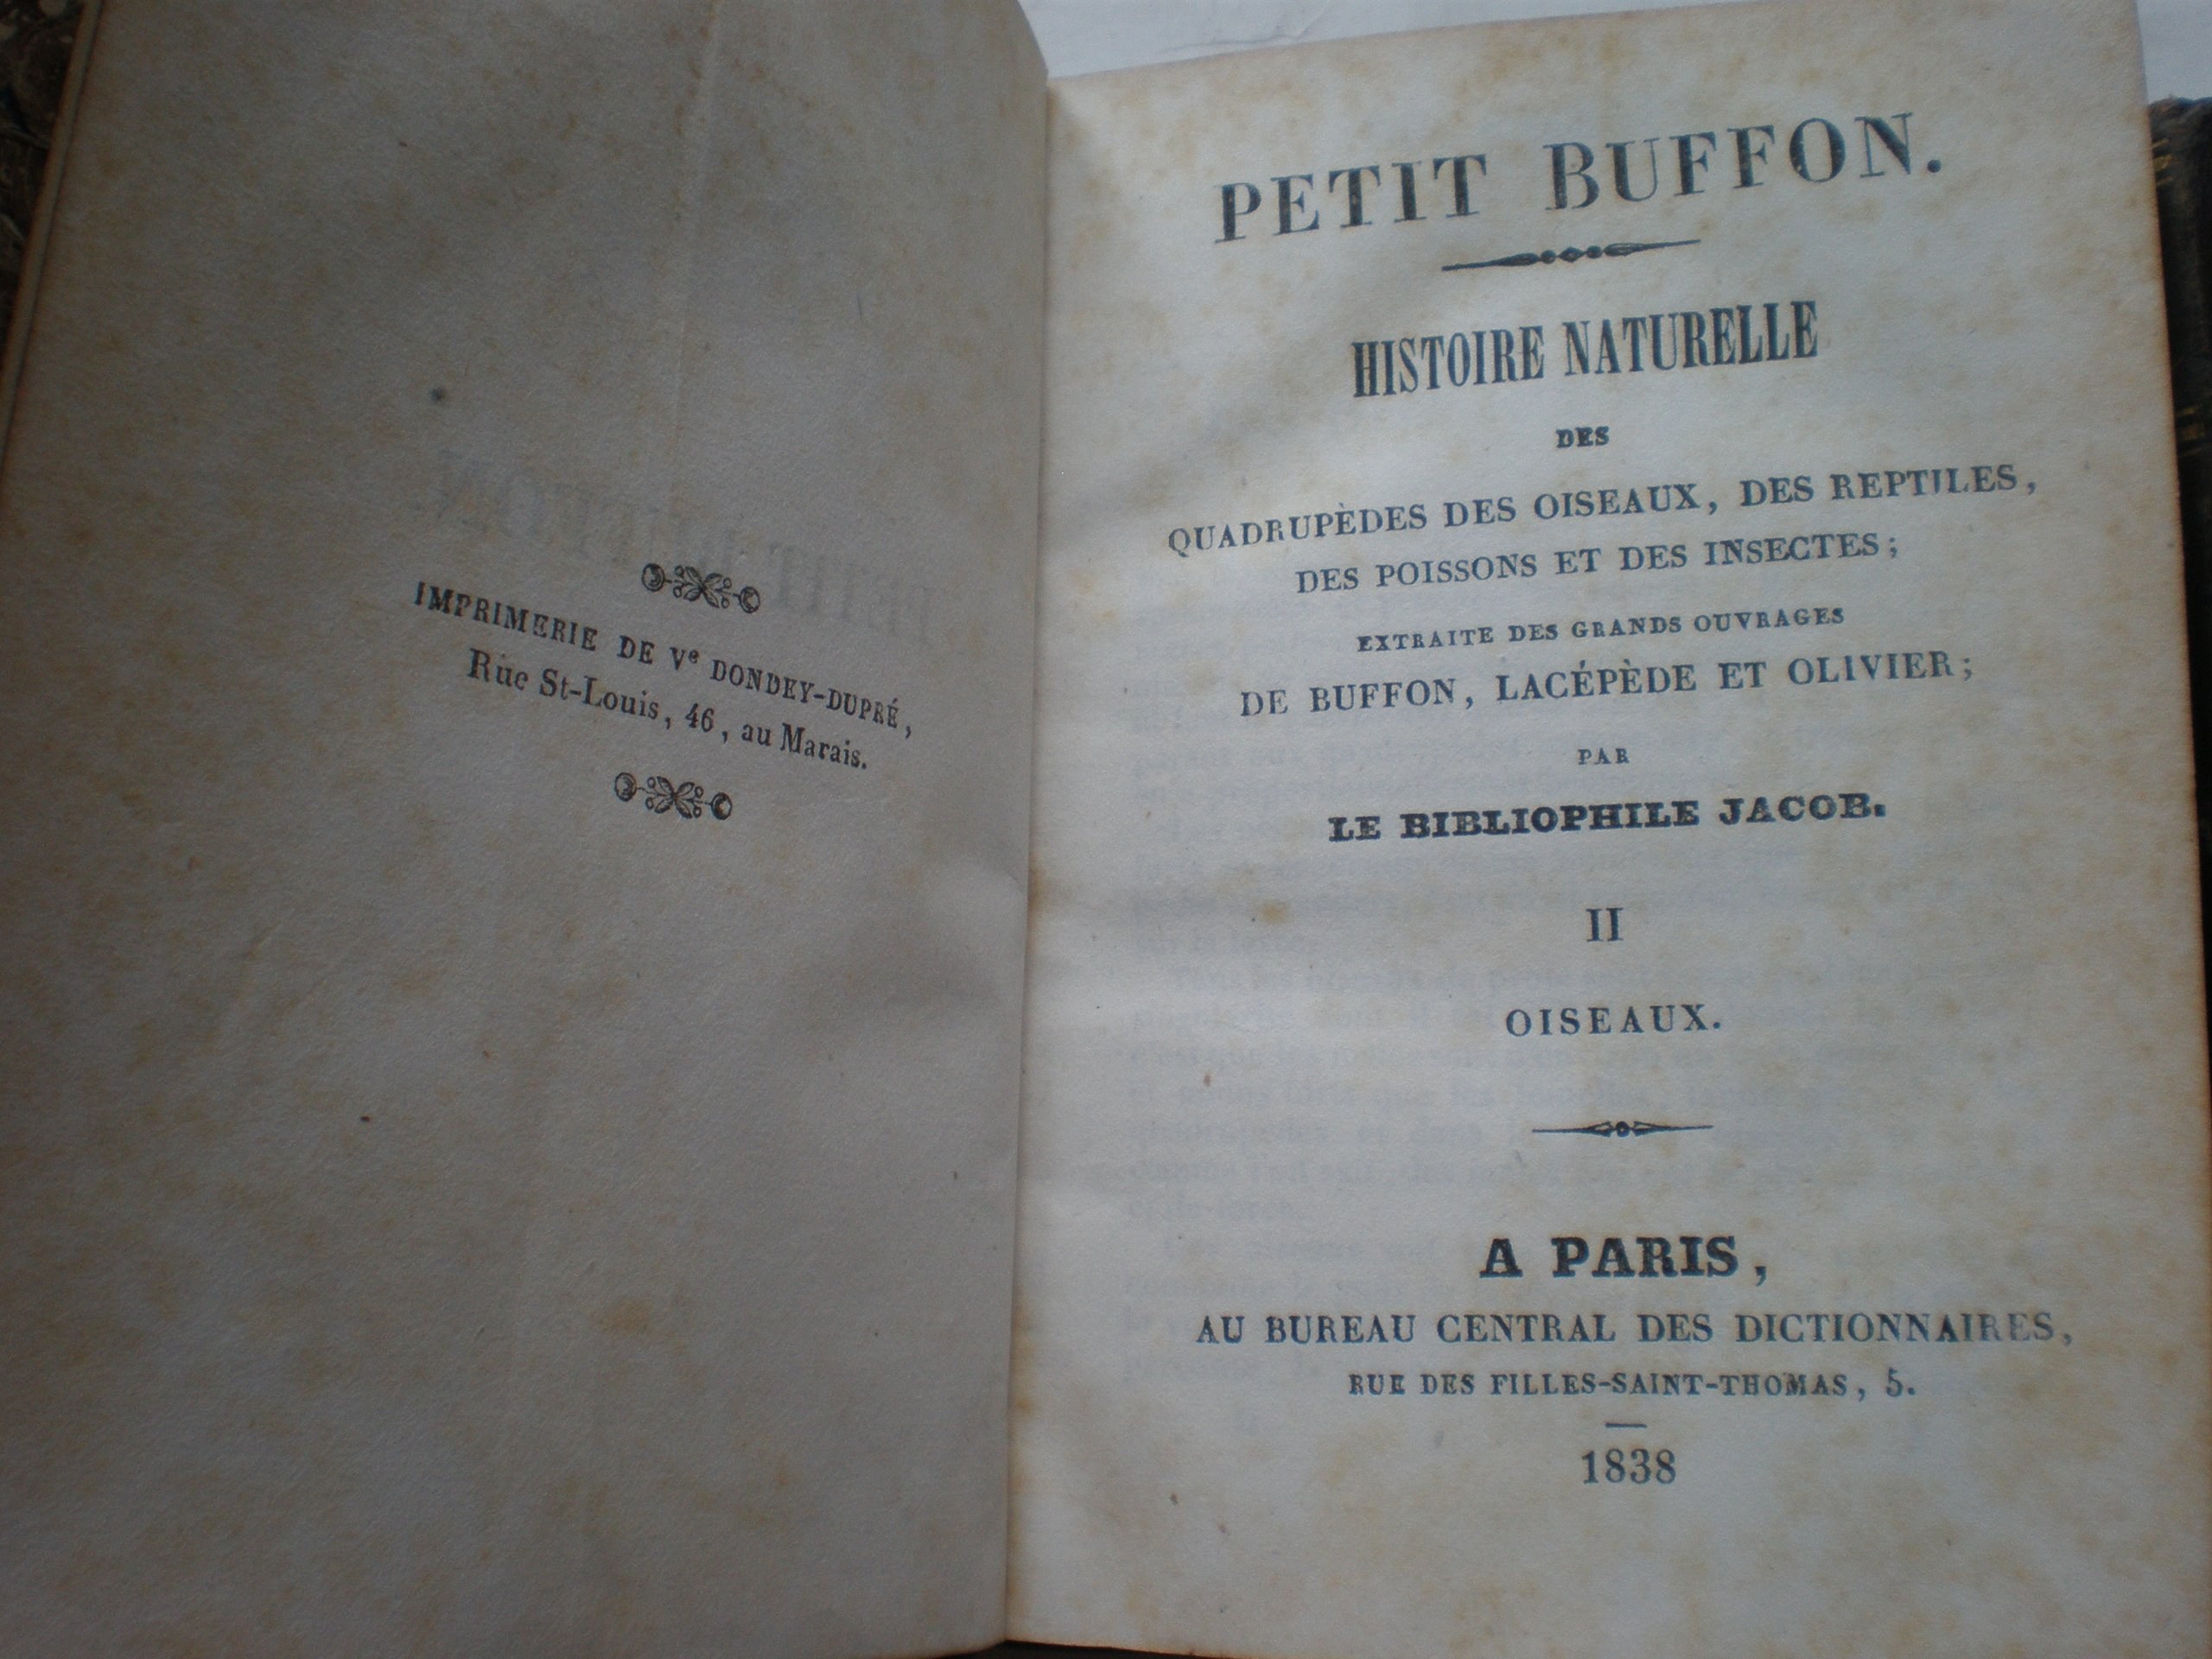 IMPRIMERIE DE Ve DONDEY-DUPRÉ,
Rue St-Louis, 46, au Marais.
PETIT BUFFON.
HISTOIRE NATURELLE
DES
QUADRUPÈDES DES OISEAUX, DES REPTILES,
DES POISSONS ET DES INSECTES;
EXTRAITE DES GRANDS OUVRAGES
DE BUFFON, LACÉPÈDE ET OLIVIER;
PAR
LE BIBLIOPHILE JACOB.
II
OISEAUX.
A PARIS,
AU BUREAU CENTRAL DES DICTIONNAIRES,
RUE DES FILLES-SAINT-THOMAS, 5.
1838